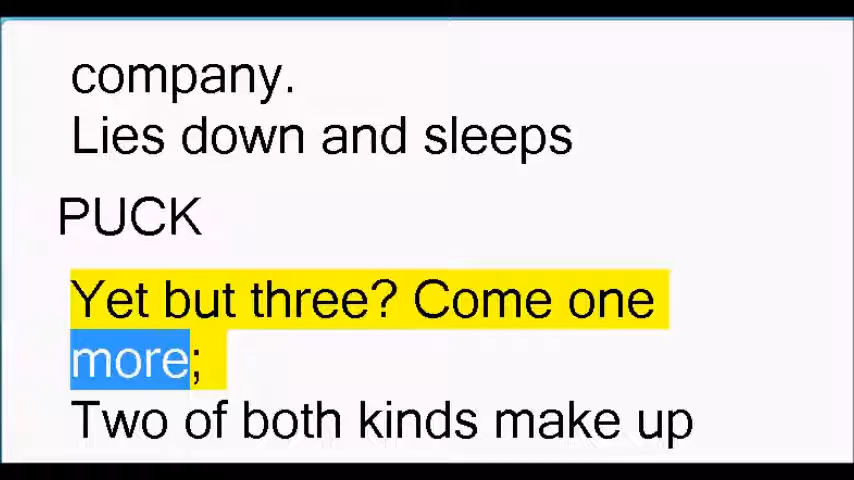 company.
Lies down and sleeps
PUCK
Yet but three? Come one
more;
Two of both kinds make up